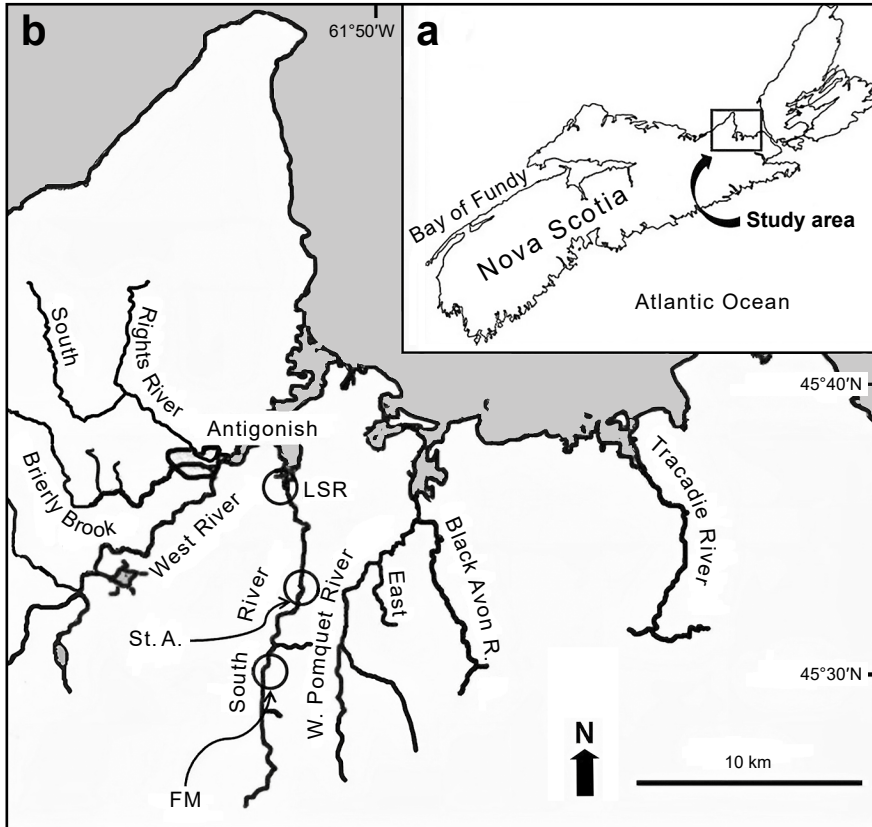 b
61°50′W
a
Bay of Fundy
Nova Scotia
Study area
Atlantic Ocean
South
Rights River
45°40′N
Antigonish
Brierly Brook
West River
LSR
Tracadie River
Black Avon R.
East
River
W. Pomquet River
St. A.
South
45°30′N
N
10 km
FM